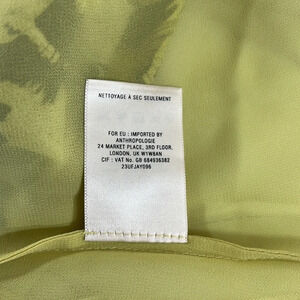 NETTOYAGE À SEC SEULEMENT
FOR EU : IMPORTED BY
ANTHROPOLOGIE
24 MARKET PLACE, 3RD FLOOR.
LONDON, UK W1W8AN
CIF : VAT No. GB 684936382
23UFJAY096